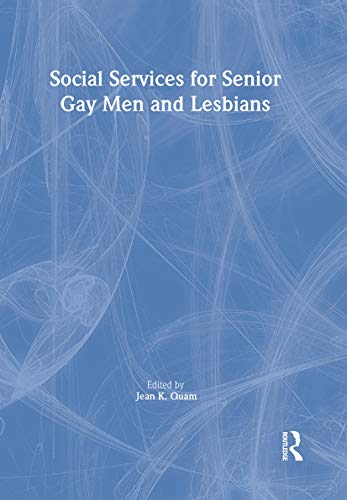 Social Services for Senior
Gay Men and Lesbians
Edited by
Jean K. Quam
ROUTLEDGE